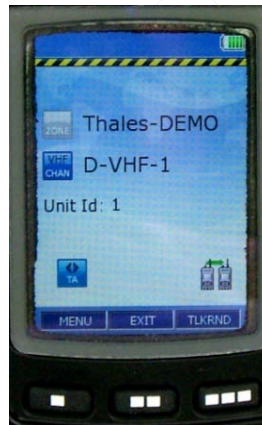 ZONE Thales-DEMO
VHF
CHAN D-VHF-1
Unit Id: 1
TA
MENU EXIT TLKRND